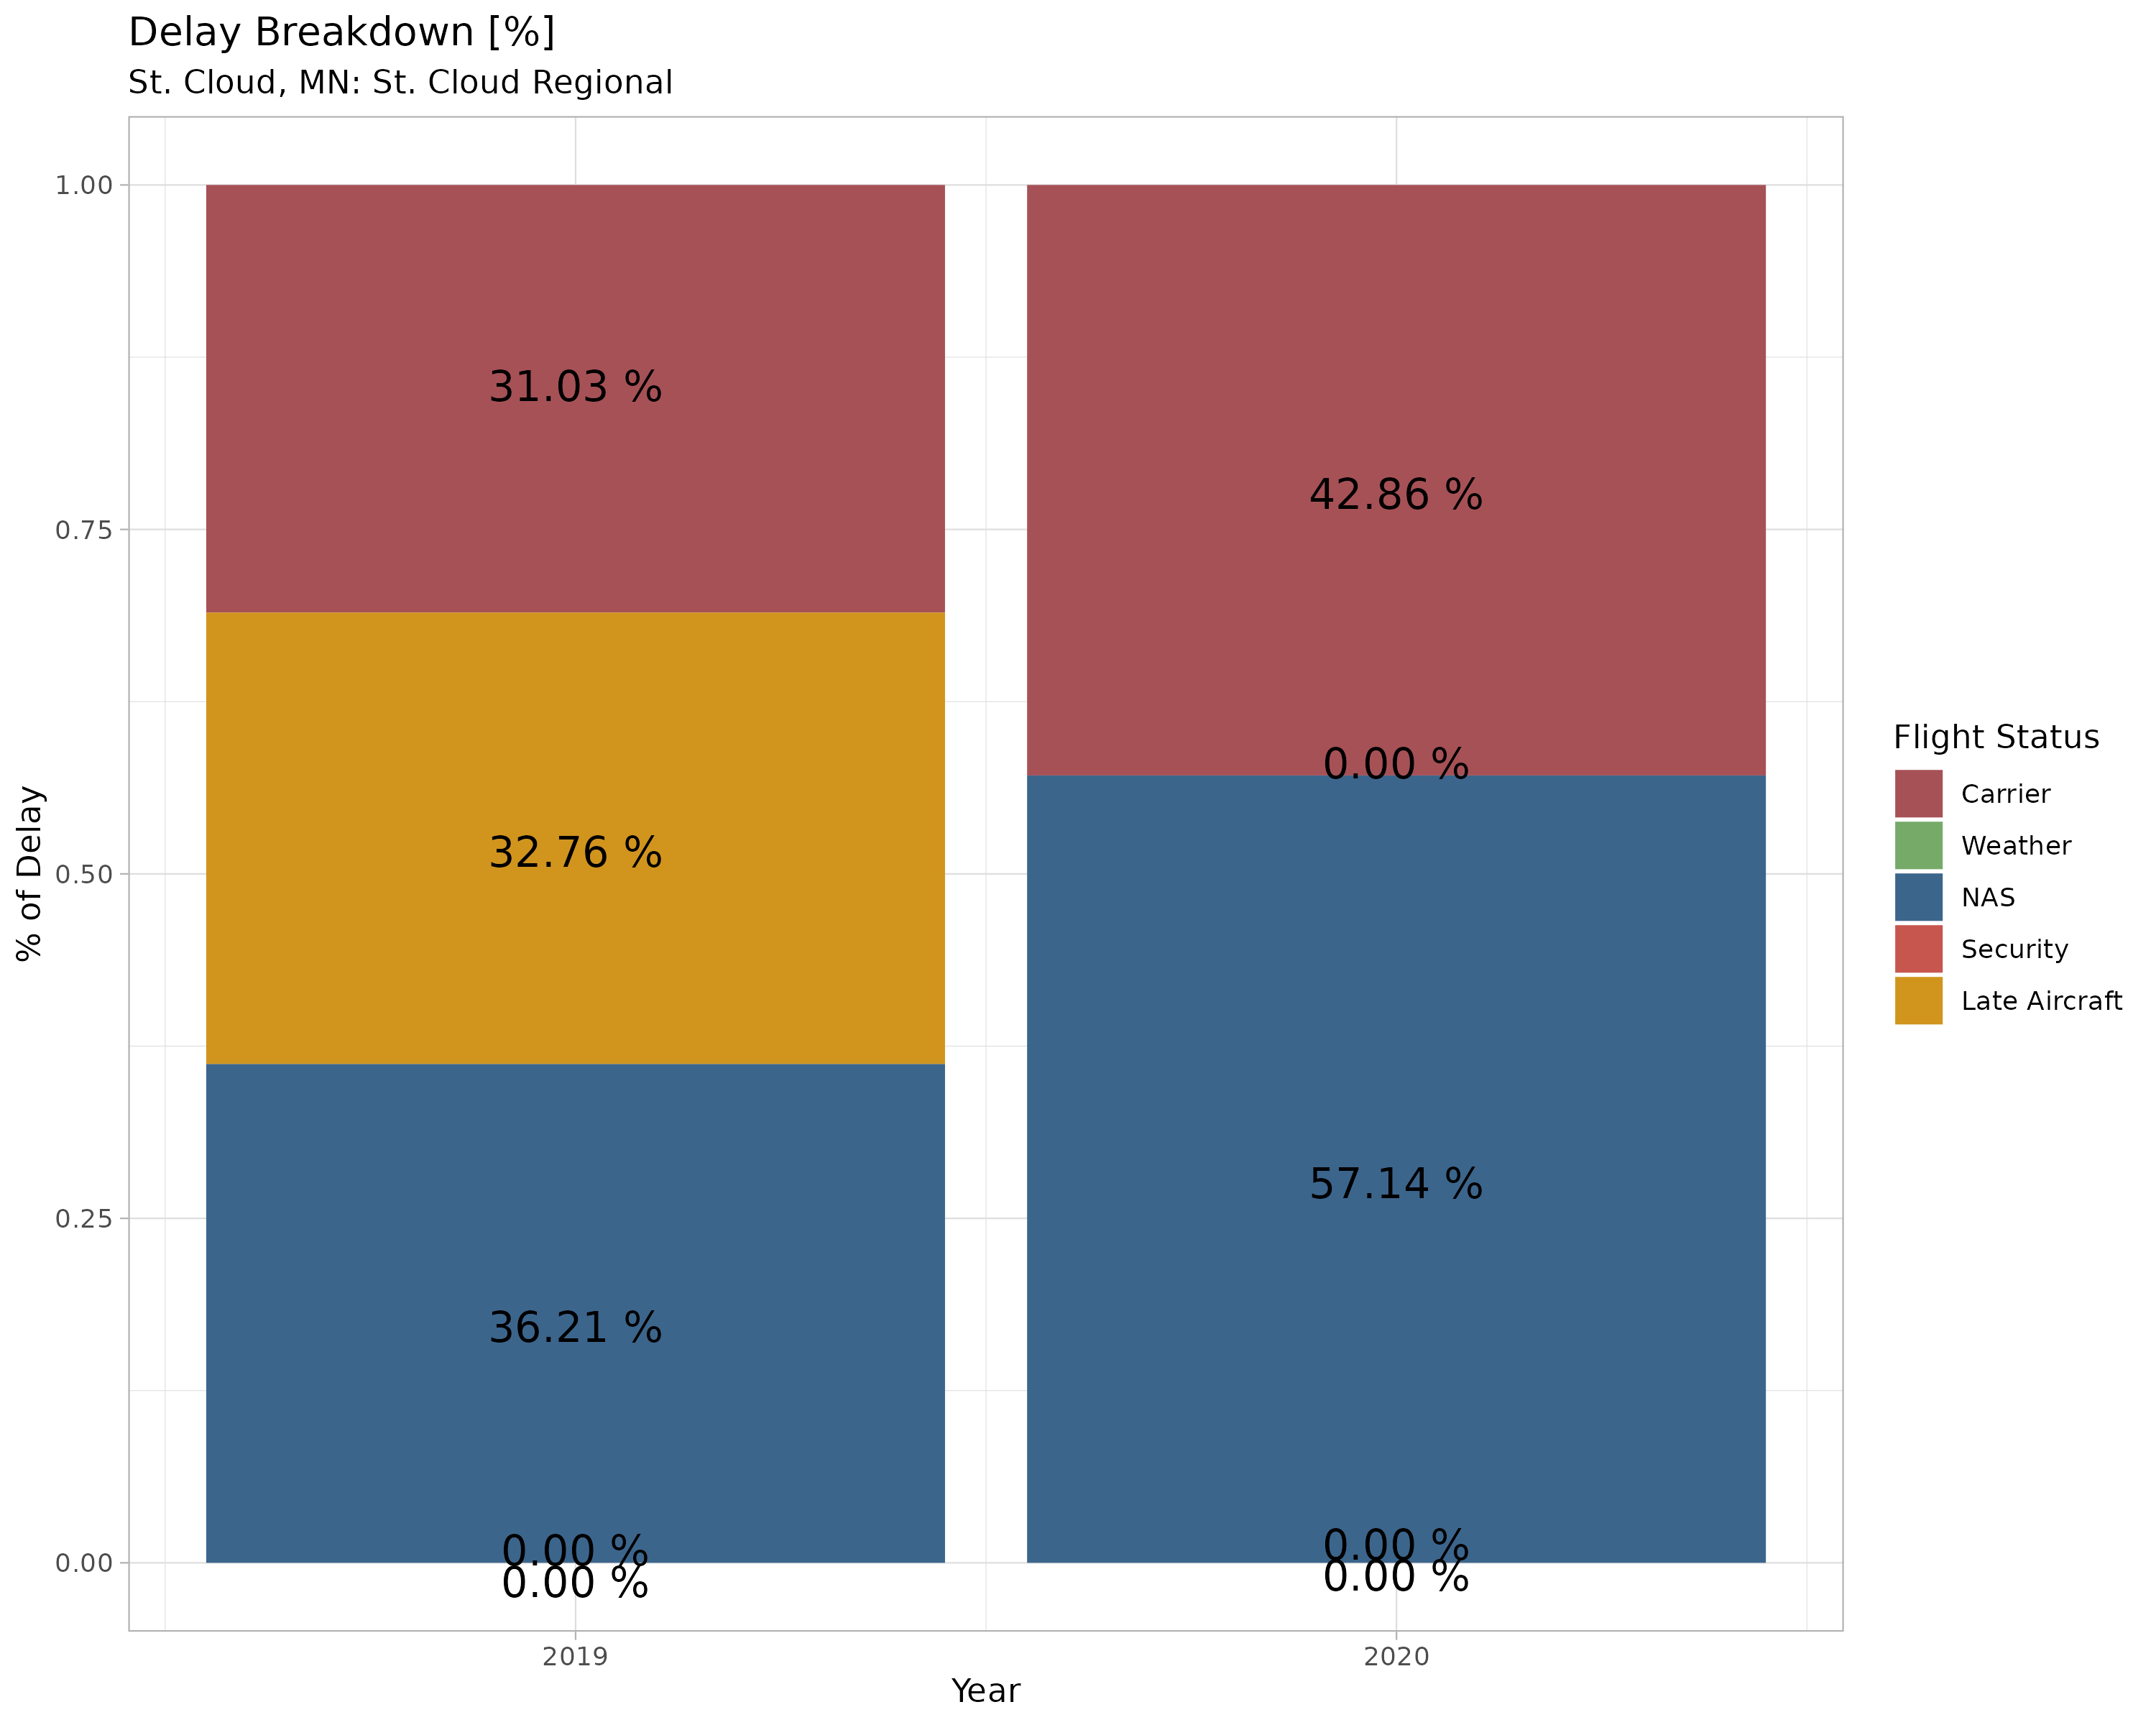 Delay Breakdown [%]
St. Cloud, MN: St. Cloud Regional
1.00
0.75
0.50
0.25
0.00
% of Delay
31.03 %
32.76 %
36.21 %
0.00 %
0.00 %
42.86 %
0.00 %
57.14 %
0.00 %
0.00 %
2019
2020
Year
Flight Status
Carrier
Weather
NAS
Security
Late Aircraft